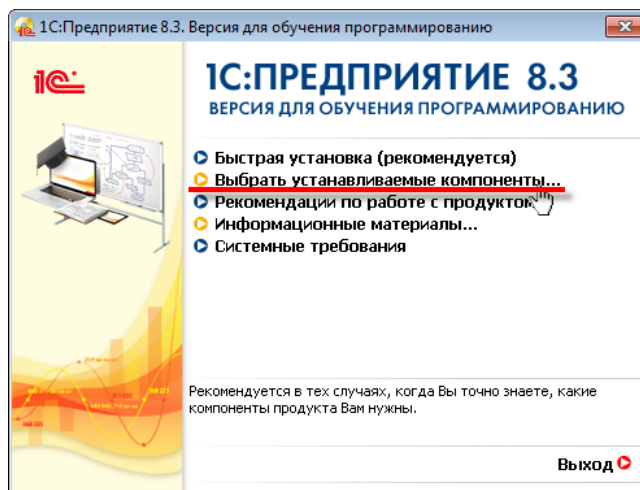 1С:Предприятие 8.3. Версия для обучения программированию
1С:ПРЕДПРИЯТИЕ 8.3
ВЕРСИЯ ДЛЯ ОБУЧЕНИЯ ПРОГРАММИРОВАНИЮ
Быстрая установка (рекомендуется)
Выбрать устанавливаемые компоненты...
Рекомендации по работе с продуктом
Информационные материалы...
Системные требования
Рекомендуется в тех случаях, когда Вы точно знаете, какие
компоненты продукта Вам нужны.
Выход